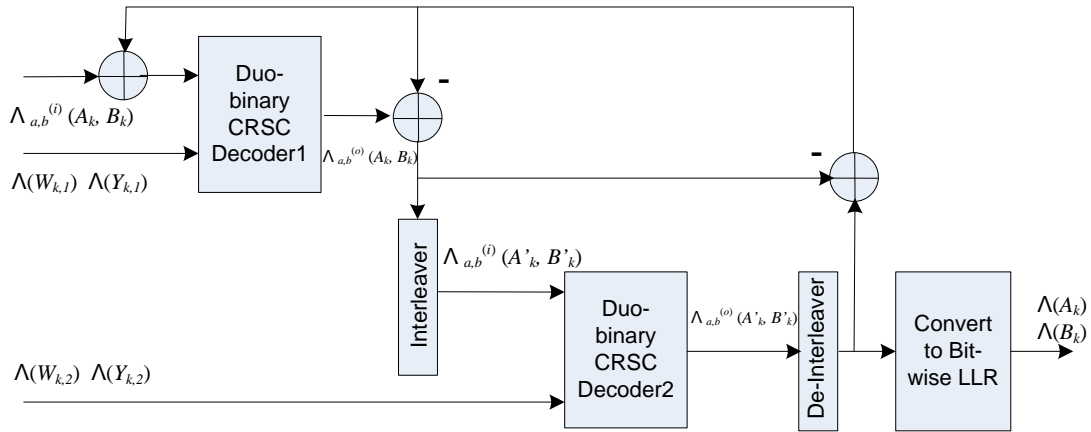 Duo-
binary
CRSC
Decoder1
-
Λ a,b (i) (Ak, Bk)
Λ a,b (o) (Ak, Bk)
Λ(Wk,1) Λ(Yk,1)
-
Interleaver
Λ a,b (i) (A’k, B’k)
Duo-
binary
CRSC
Decoder2
Λ a,b (o) (A’k, B’k)
De-Interleaver
Convert
to Bit-
wise LLR
Λ(Ak)
Λ(Bk)
Λ(Wk,2) Λ(Yk,2)